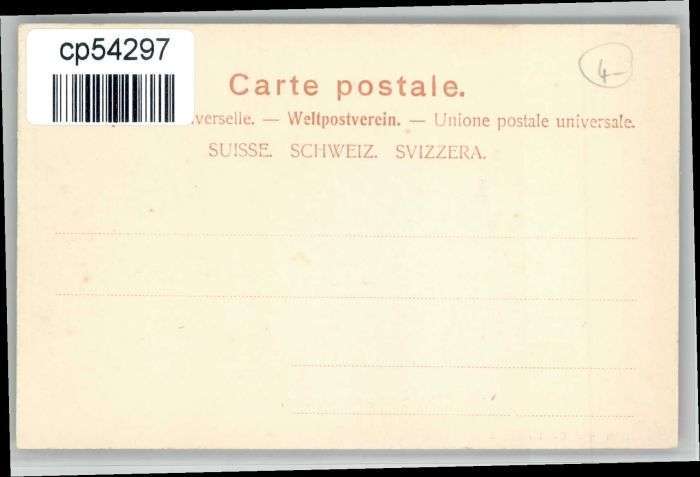 cp54297
4-
Carte postale.
verselle. — Weltpostverein. — Unione postale universale.
SUISSE. SCHWEIZ. SVIZZERA.